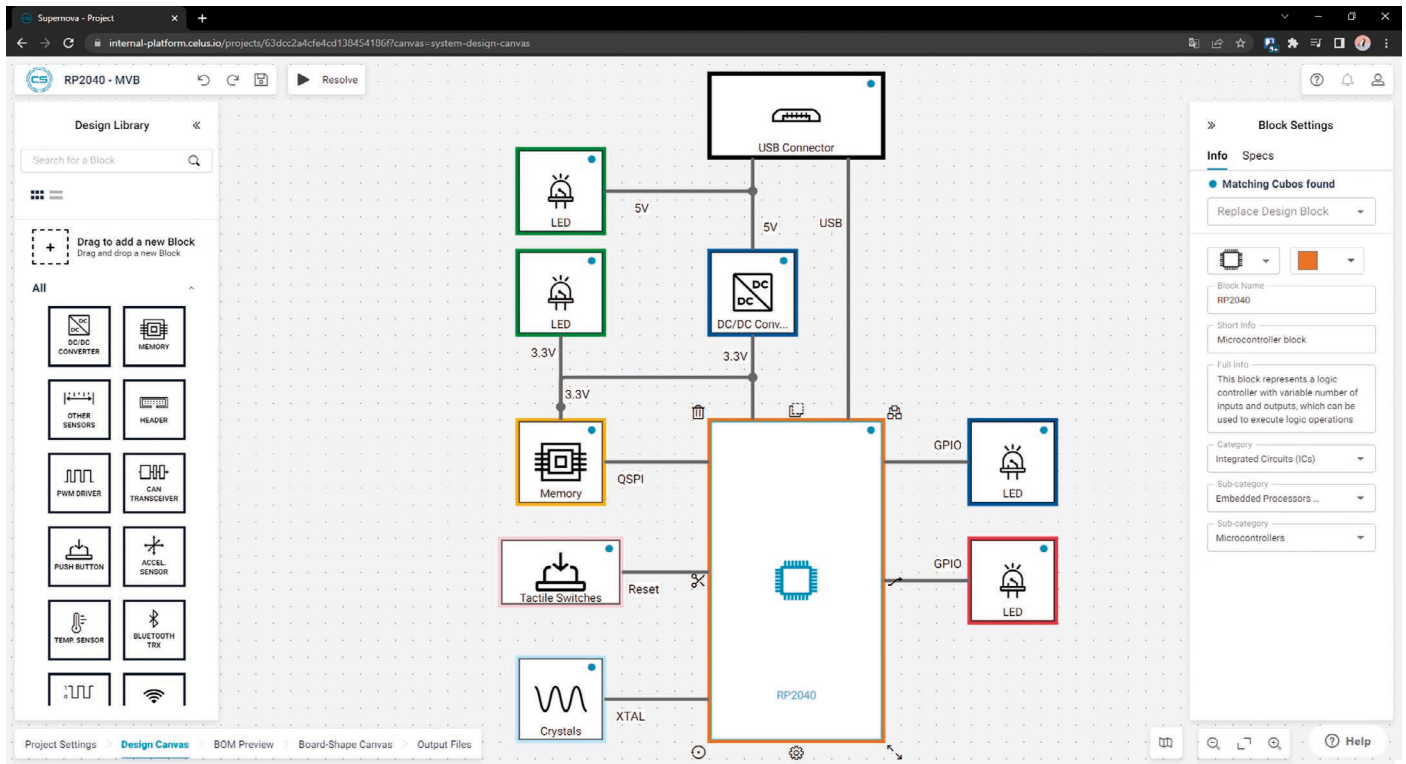 Supernova - Project
internal-platform.celus.io/projects/63dcc2a4cfe4cd138454186f?canvas=system-design-canvas
CS
RP2040 - MVB
Resolve
Design Library
Search for a Block
Drag to add a new Block
Drag and drop a new Block
All
DC
DC
DC/DC
CONVERTER
MEMORY
OTHER
SENSORS
HEADER
PWM DRIVER
CAN
TRANSCEIVER
PUSH BUTTON
ACCEL.
SENSOR
TEMP. SENSOR
BLUETOOTH
TRX
USB Connector
LED
5V
5V
USB
LED
DC
DC
DC/DC Conv...
3.3V
3.3V
3.3V
Memory
QSPI
GPIO
LED
Tactile Switches
Reset
GPIO
LED
Crystals
XTAL
RP2040
Block Settings
Info Specs
Matching Cubos found
Replace Design Block
Block Name
RP2040
Short Info
Microcontroller block
Full Info
This block represents a logic
controller with variable number of
inputs and outputs, which can be
used to execute logic operations
Category
Integrated Circuits (ICs)
Sub-category
Embedded Processors ...
Sub-category
Microcontrollers
Project Settings Design Canvas BOM Preview Board-Shape Canvas Output Files
Help